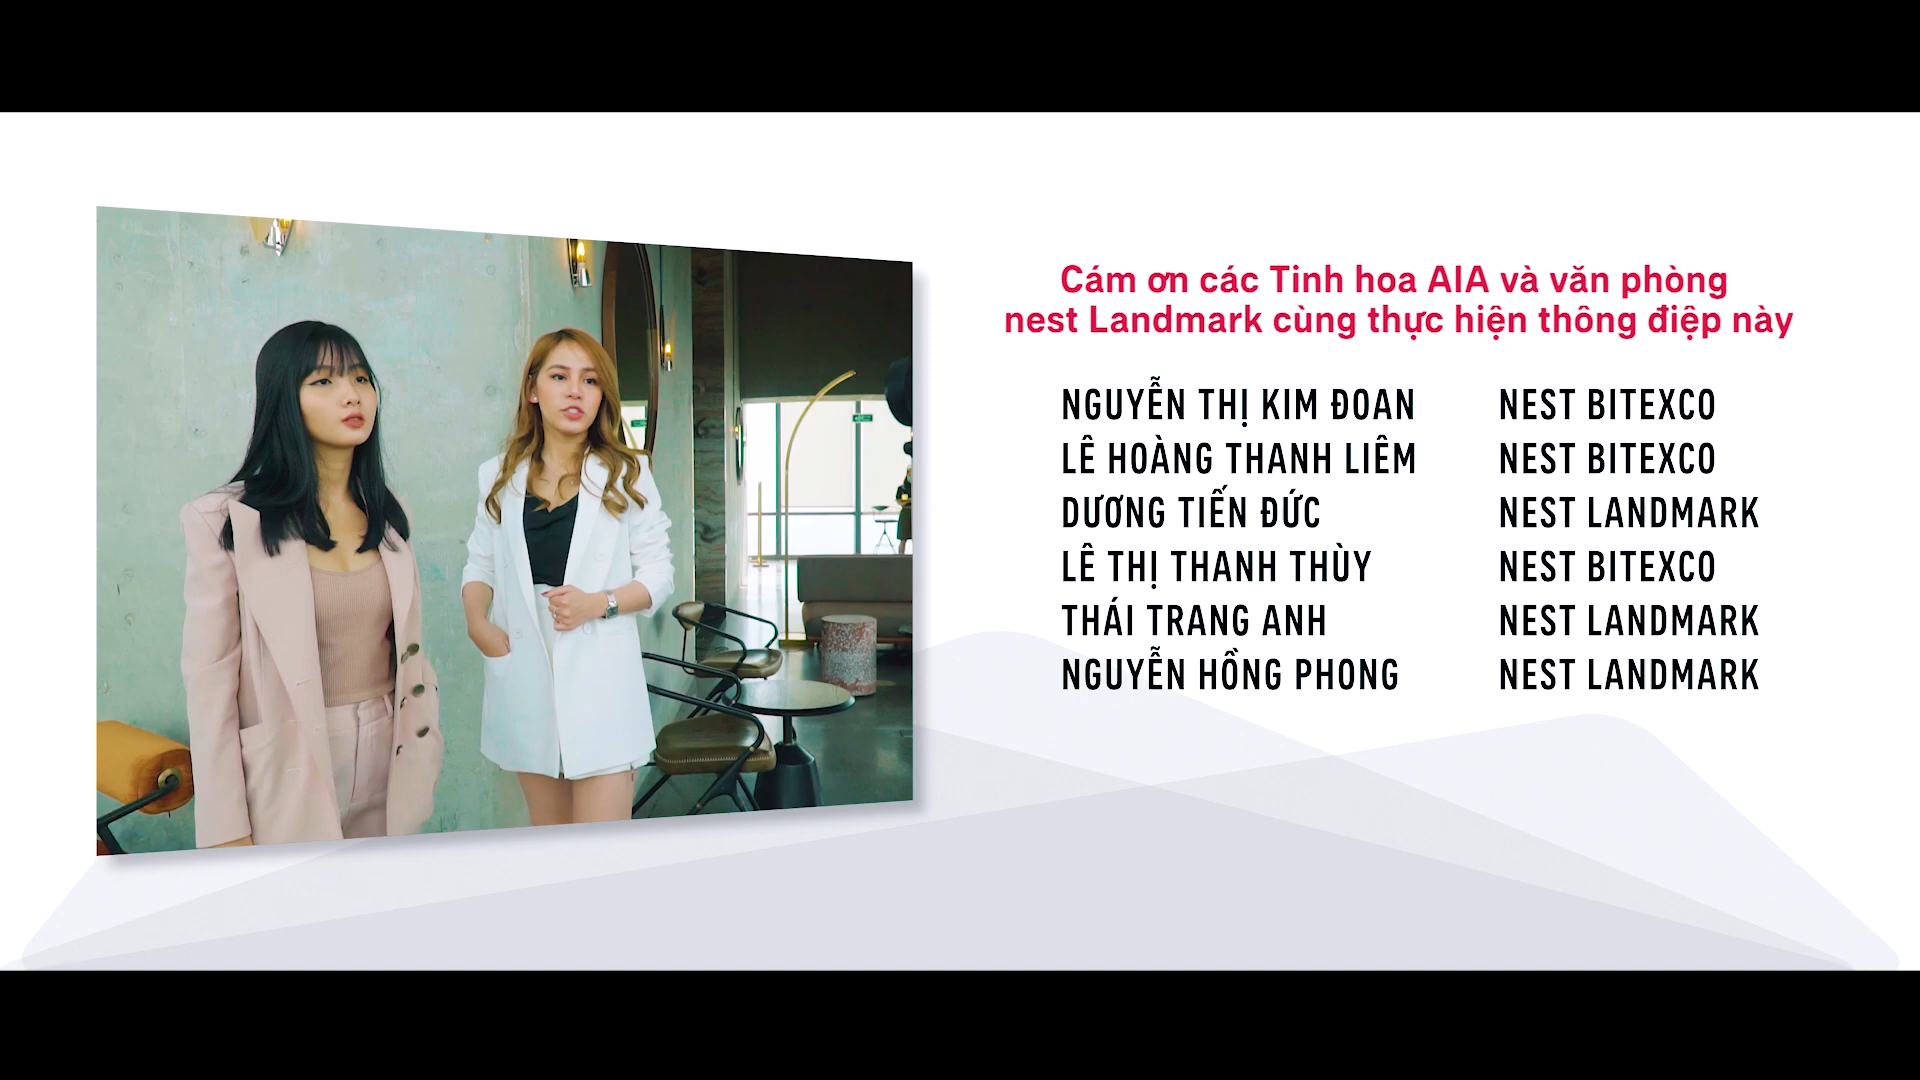 Cám ơn các Tinh hoa AIA và văn phòng
nest Landmark cùng thực hiện thông điệp này
NGUYỄN THỊ KIM ĐOAN NEST BITEXCO
LÊ HOÀNG THANH LIÊM NEST BITEXCO
DƯƠNG TIẾN ĐỨC NEST LANDMARK
LÊ THỊ THANH THÙY NEST BITEXCO
THÁI TRANG ANH NEST LANDMARK
NGUYỄN HỒNG PHONG NEST LANDMARK